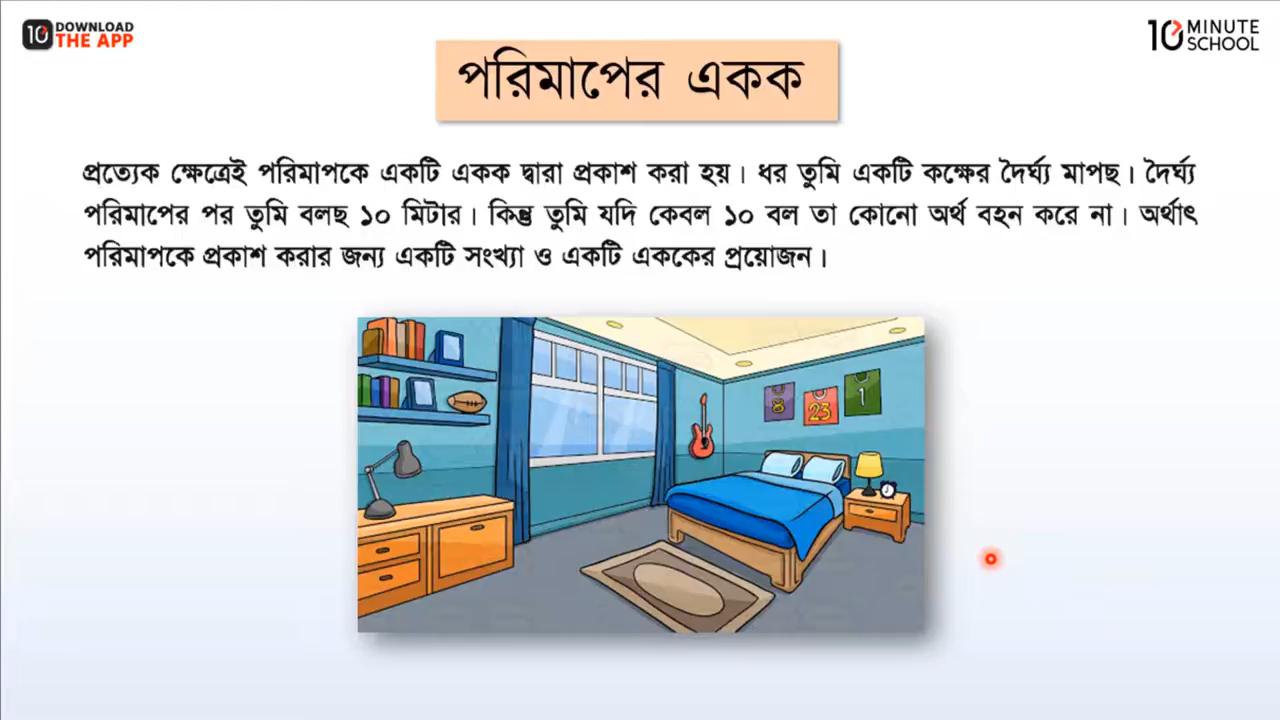 10 DOWNLOAD
THE APP
10 MINUTE
SCHOOL
পরিমাপের একক
প্রত্যেক ক্ষেত্রেই পরিমাপকে একটি একক দ্বারা প্রকাশ করা হয়। ধর তুমি একটি কক্ষের দৈর্ঘ্য মাপছ। দৈর্ঘ্য
পরিমাপের পর তুমি বলছ ১০ মিটার। কিন্তু তুমি যদি কেবল ১০ বল তা কোনো অর্থ বহন করে না। অর্থাৎ
পরিমাপকে প্রকাশ করার জন্য একটি সংখ্যা ও একটি এককের প্রয়োজন।
8
23
1